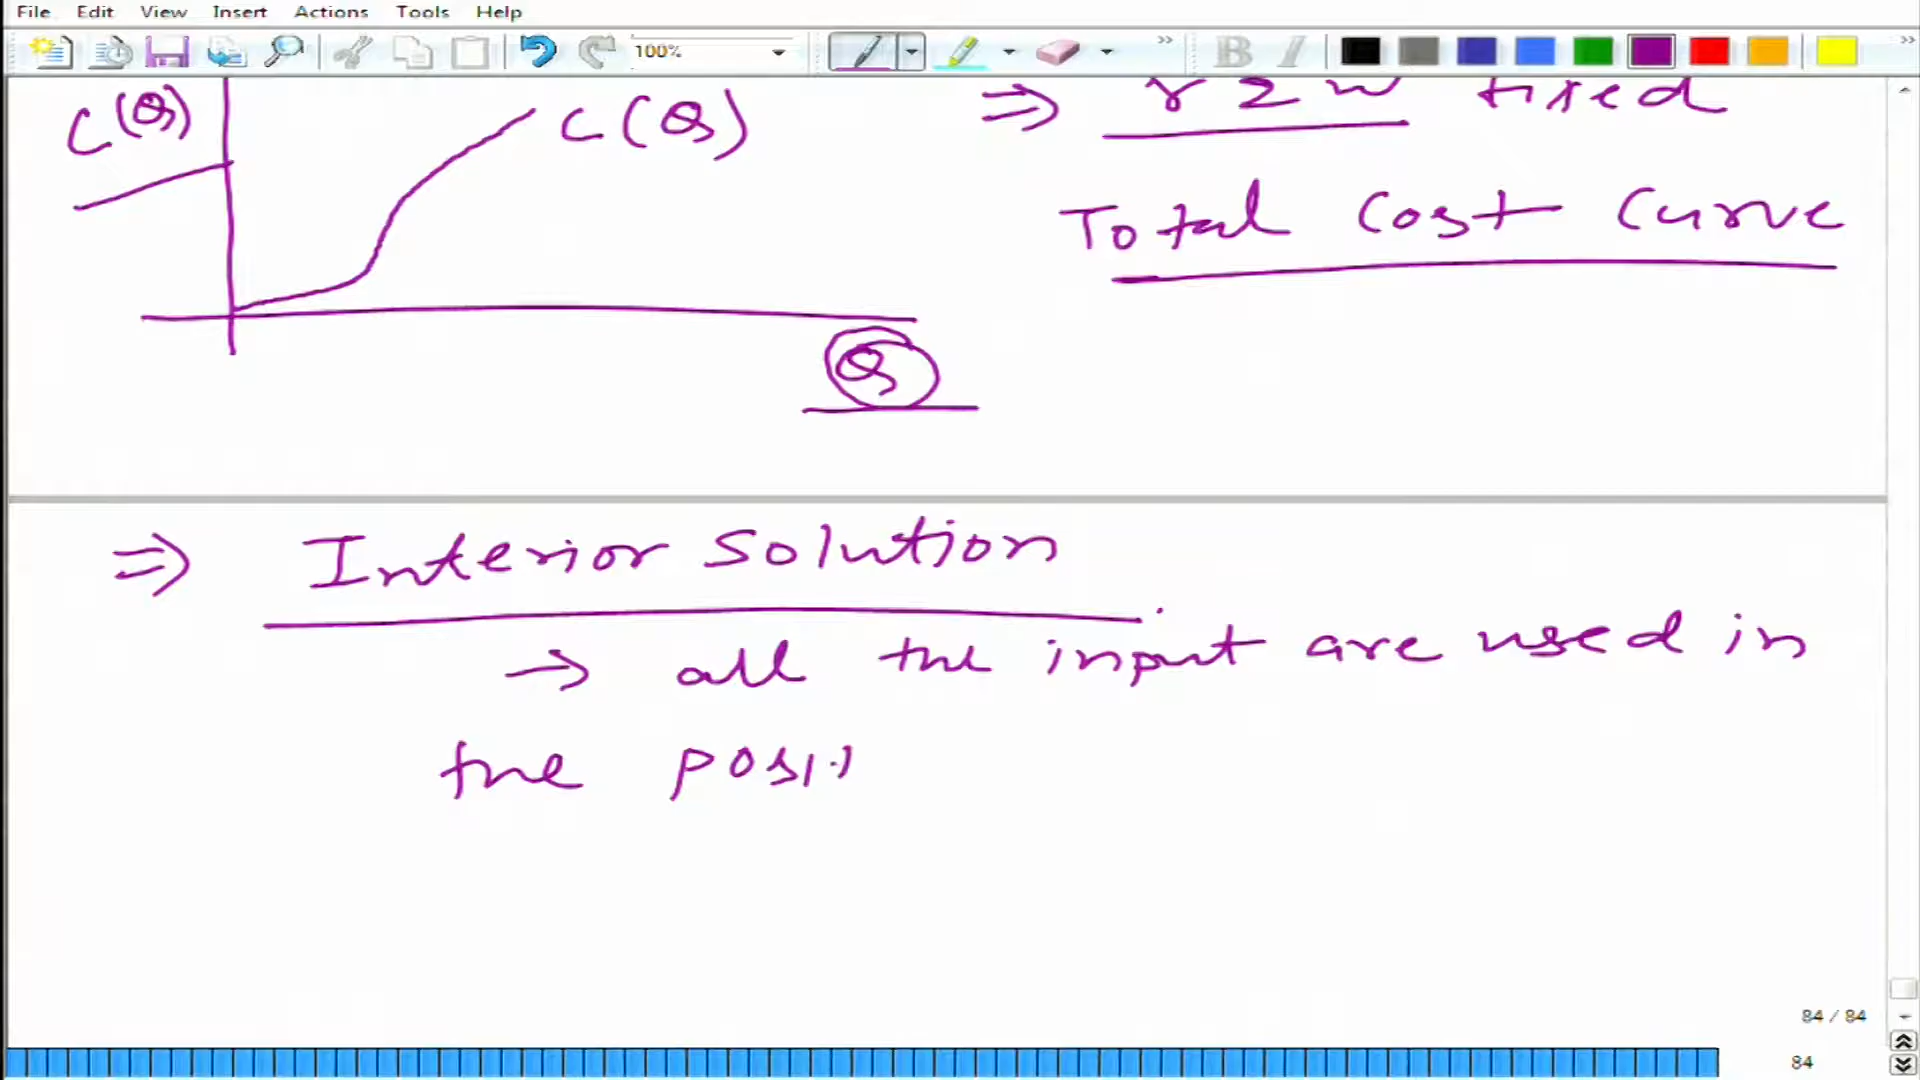 File Edit View Insert Actions Tools Help
100%
B I
C(Q) C(Q) ⇒ r & w fixed
Total Cost Curve
Q
⇒ Interior Solution
→ all the input are used in
the posi
84 / 84
84